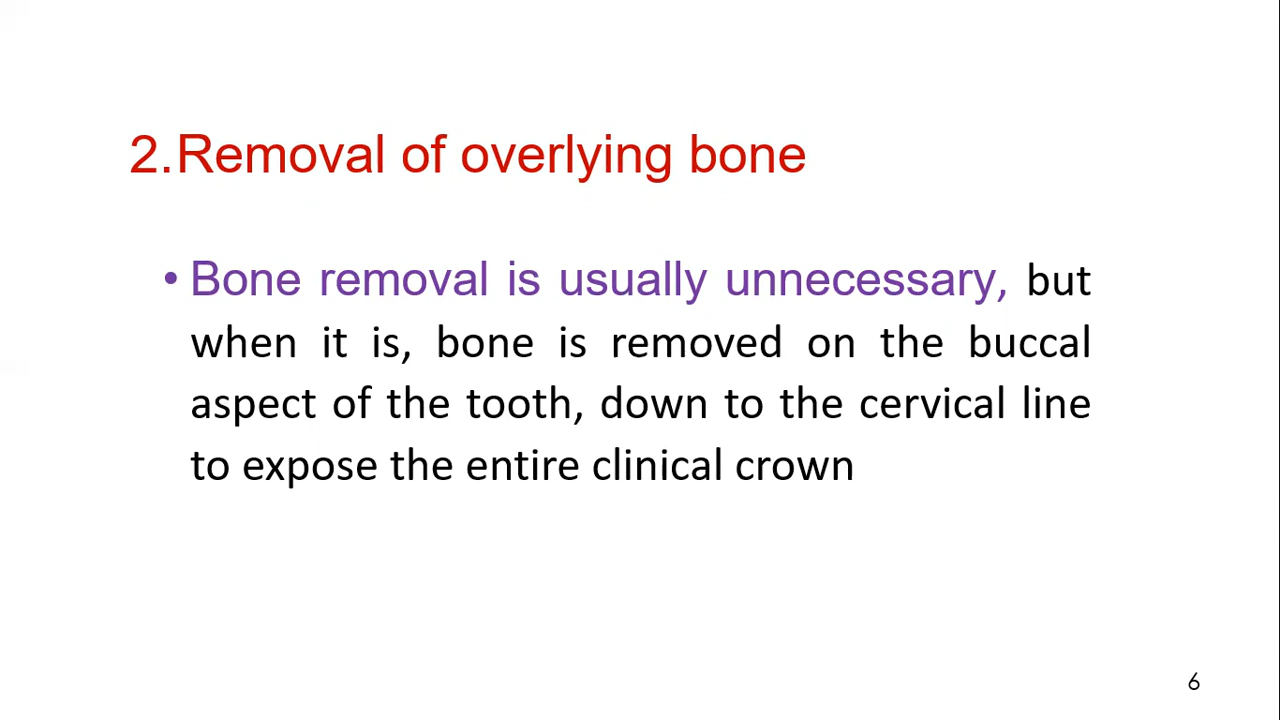 2.Removal of overlying bone
• Bone removal is usually unnecessary, but
when it is, bone is removed on the buccal
aspect of the tooth, down to the cervical line
to expose the entire clinical crown
6